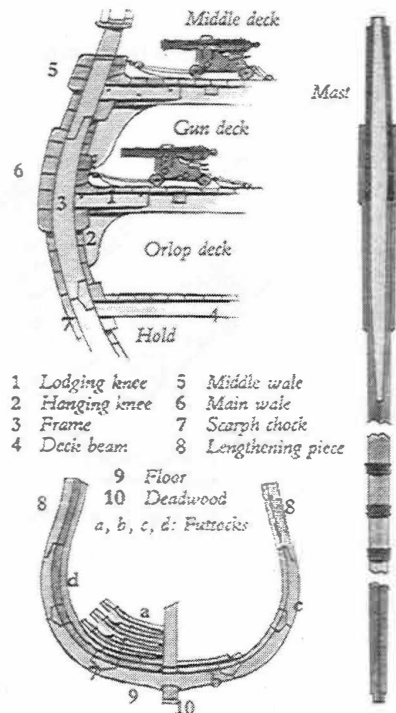 Middle deck
5
Mast
Gun deck
6
1
3
2
Orlop deck
4
7
Hold
1 Lodging knee 5 Middle wale
2 Hanging knee 6 Main wale
3 Frame 7 Scarph chock
4 Deck beam 8 Lengthening piece
9 Floor
10 Deadwood
a, b, c, d: Futtocks
8
8
d
a
c
7
9
10